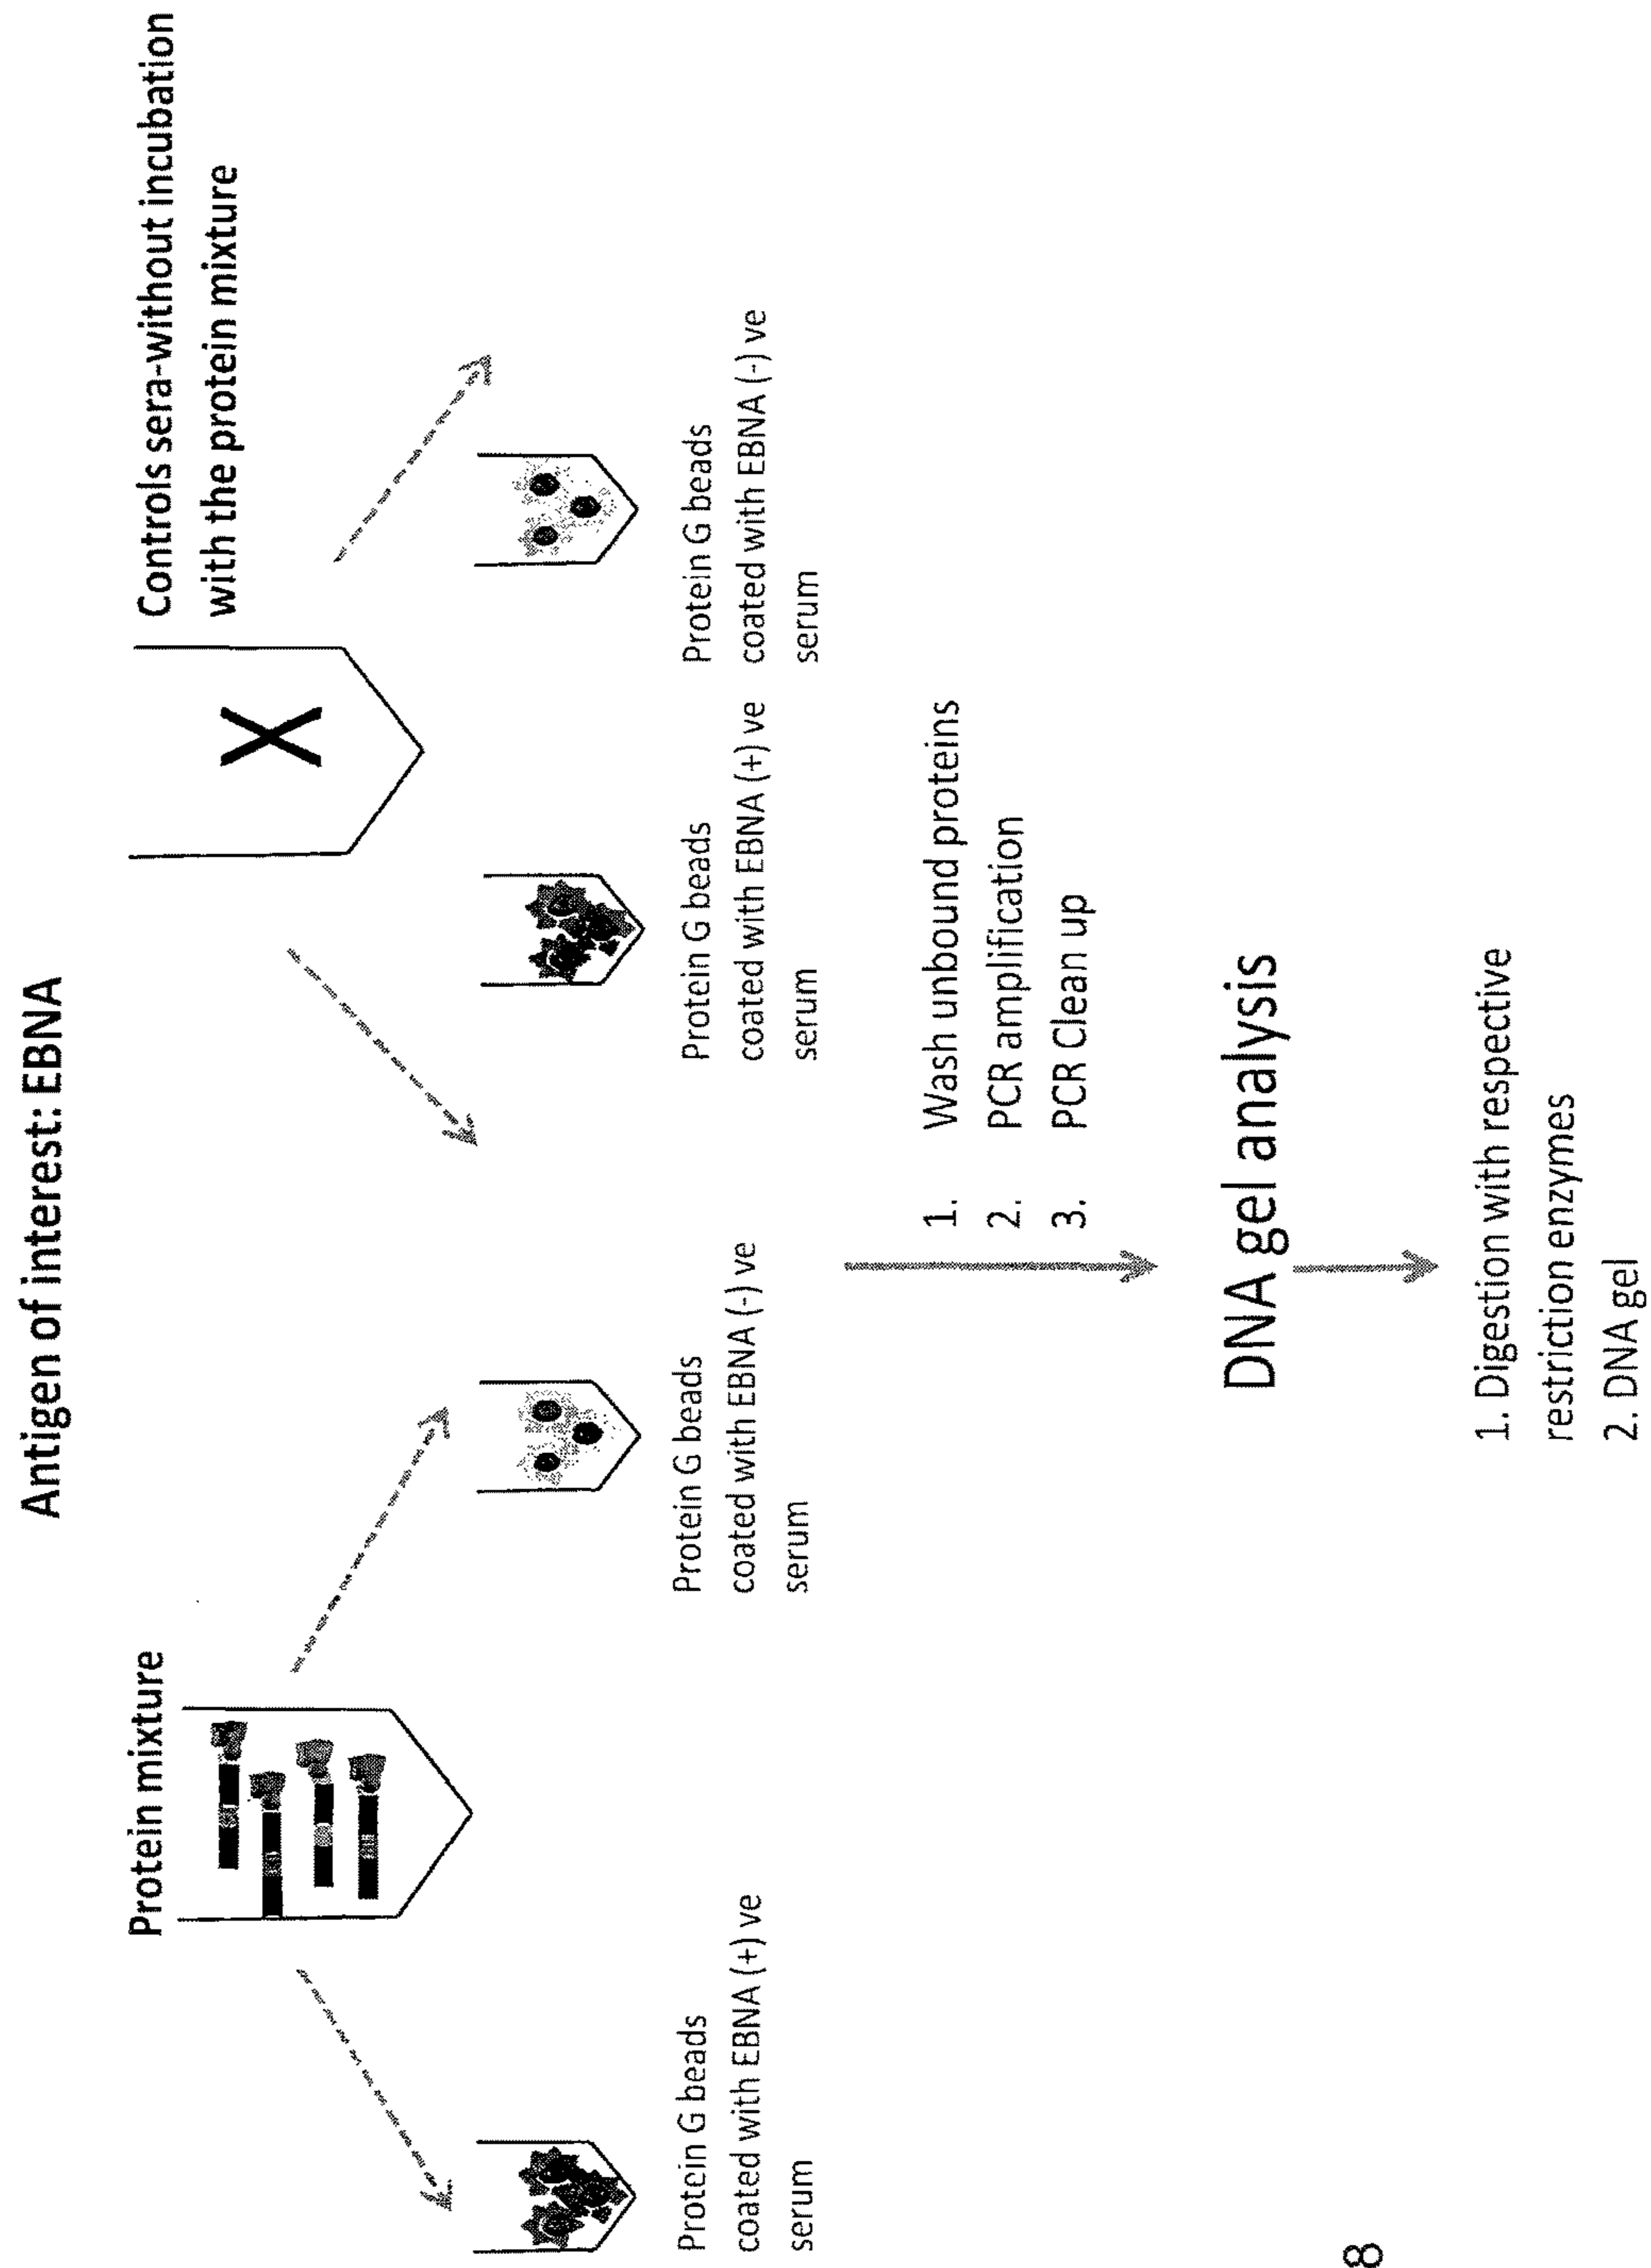 Antigen of interest: EBNA
Protein mixture
Controls sera-without incubation
with the protein mixture
X
Protein G beads
coated with EBNA (+) ve
serum
Protein G beads
coated with EBNA (-) ve
serum
Protein G beads
coated with EBNA (+) ve
serum
Protein G beads
coated with EBNA (-) ve
serum
1. Wash unbound proteins
2. PCR amplification
3. PCR Clean up
DNA gel analysis
1. Digestion with respective
restriction enzymes
2. DNA gel
8